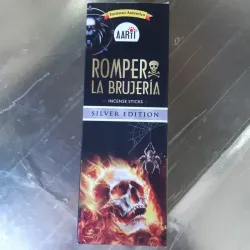 AARTI
ROMPER
LA BRUJERÍA
INCENSE STICKS
SILVER EDITION